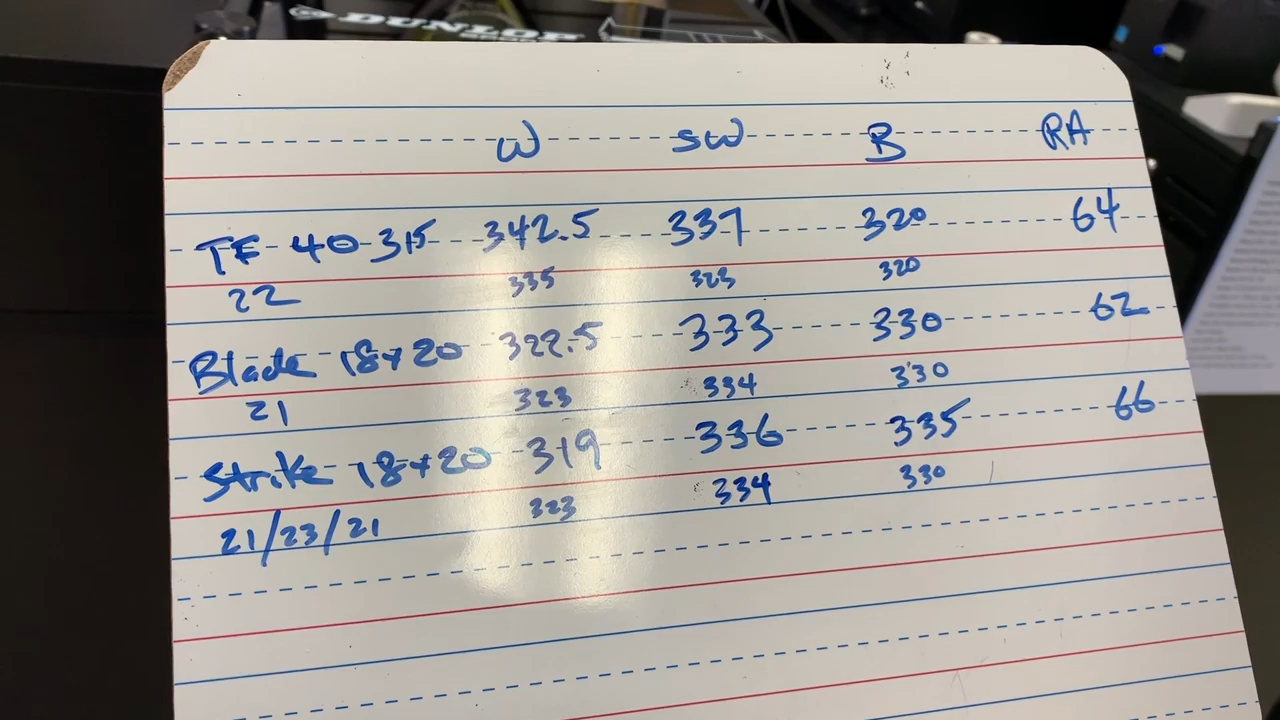 DUNLOP
W SW B RA
TF-40-315 342.5 337 320 64
22 335 323 320
Blade 18x20 322.5 333 330 62
21 323 334 330
Strike 18x20 319 336 335 66
21/23/21 323 334 330